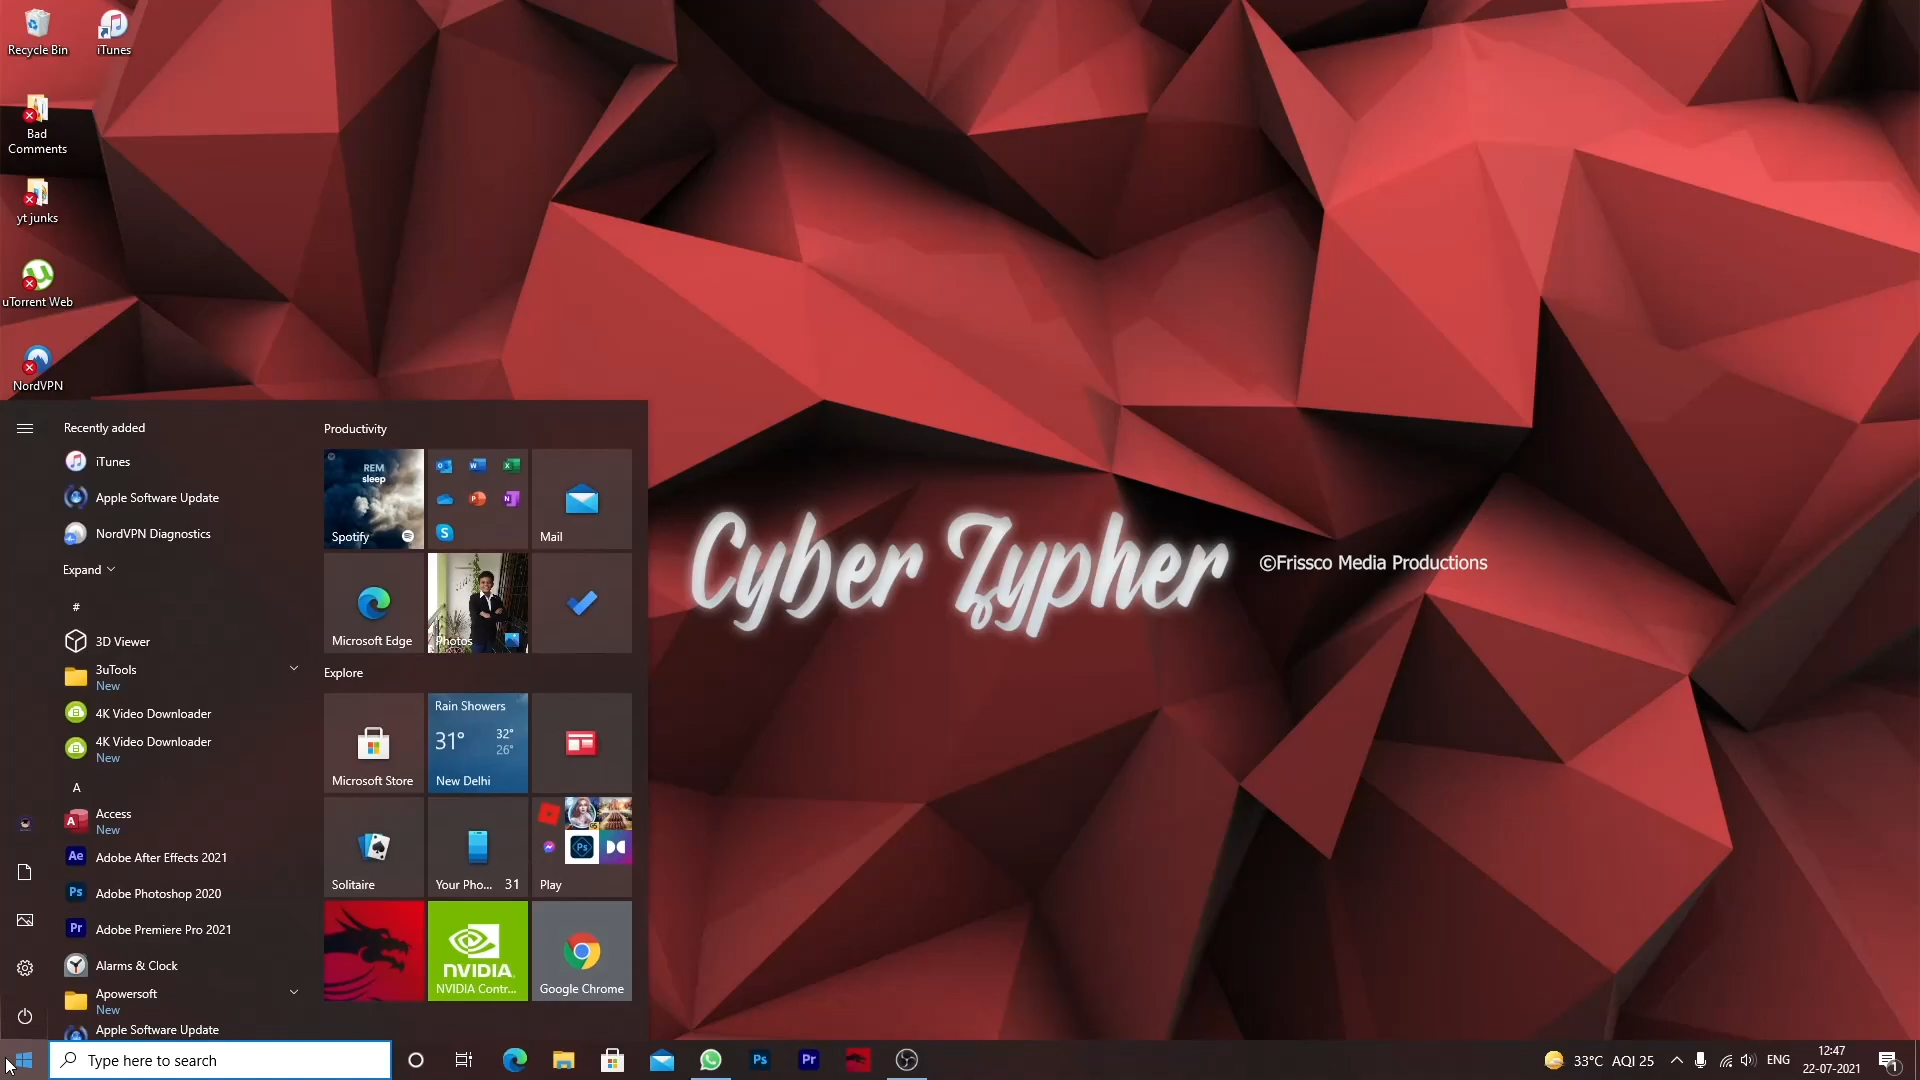 Recycle Bin
iTunes
Bad
Comments
yt junks
uTorrent Web
NordVPN
Recently added
iTunes
Apple Software Update
NordVPN Diagnostics
Expand
#
3D Viewer
3uTools
New
4K Video Downloader
4K Video Downloader
New
A
Access
New
Adobe After Effects 2021
Adobe Photoshop 2020
Adobe Premiere Pro 2021
Alarms & Clock
Apowersoft
New
Apple Software Update
Productivity
REM
sleep
Spotify
Mail
Microsoft Edge
Photos
Explore
Microsoft Store
Rain Showers
31° 32°
26°
New Delhi
Solitaire
Your Pho... 31
Play
NVIDIA
NVIDIA Contr...
Google Chrome
Cyber Zypher
©Frissco Media Productions
Type here to search
33°C AQI 25
ENG
12:47
22-07-2021
1